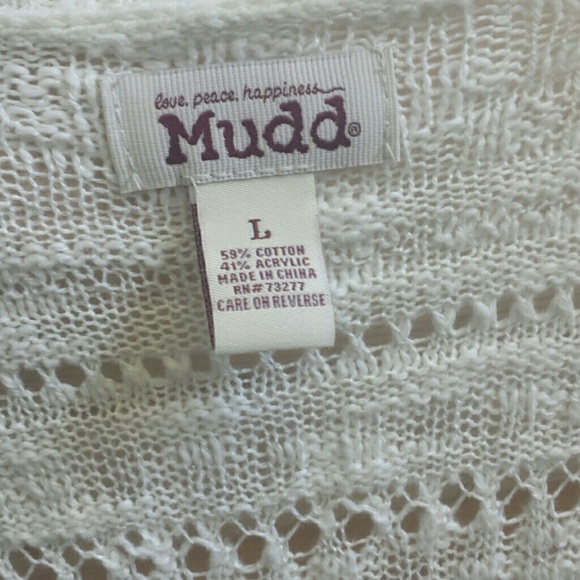 love. peace. happiness
Mudd®
L
59% COTTON
41% ACRYLIC
MADE IN CHINA
RN# 73277
CARE ON REVERSE